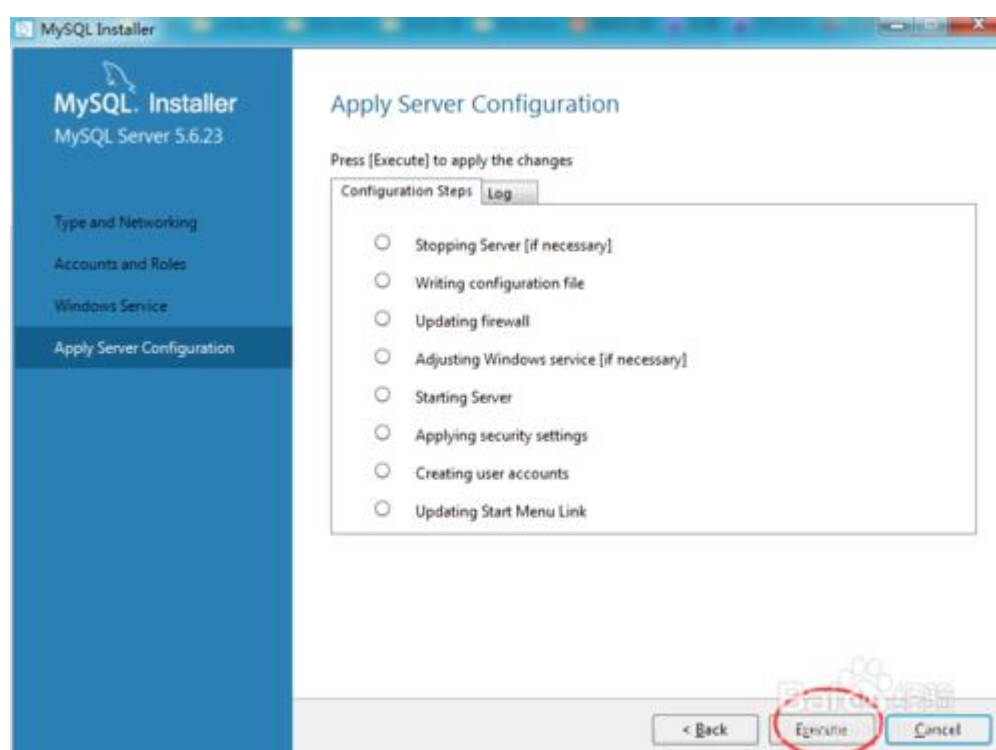 MySQL Installer
MySQL. Installer
MySQL Server 5.6.23
Type and Networking
Accounts and Roles
Windows Service
Apply Server Configuration
Apply Server Configuration
Press [Execute] to apply the changes
Configuration Steps
Log
Stopping Server [if necessary]
Writing configuration file
Updating firewall
Adjusting Windows service [if necessary]
Starting Server
Applying security settings
Creating user accounts
Updating Start Menu Link
Bai 经验
< Back
Execute
Cancel